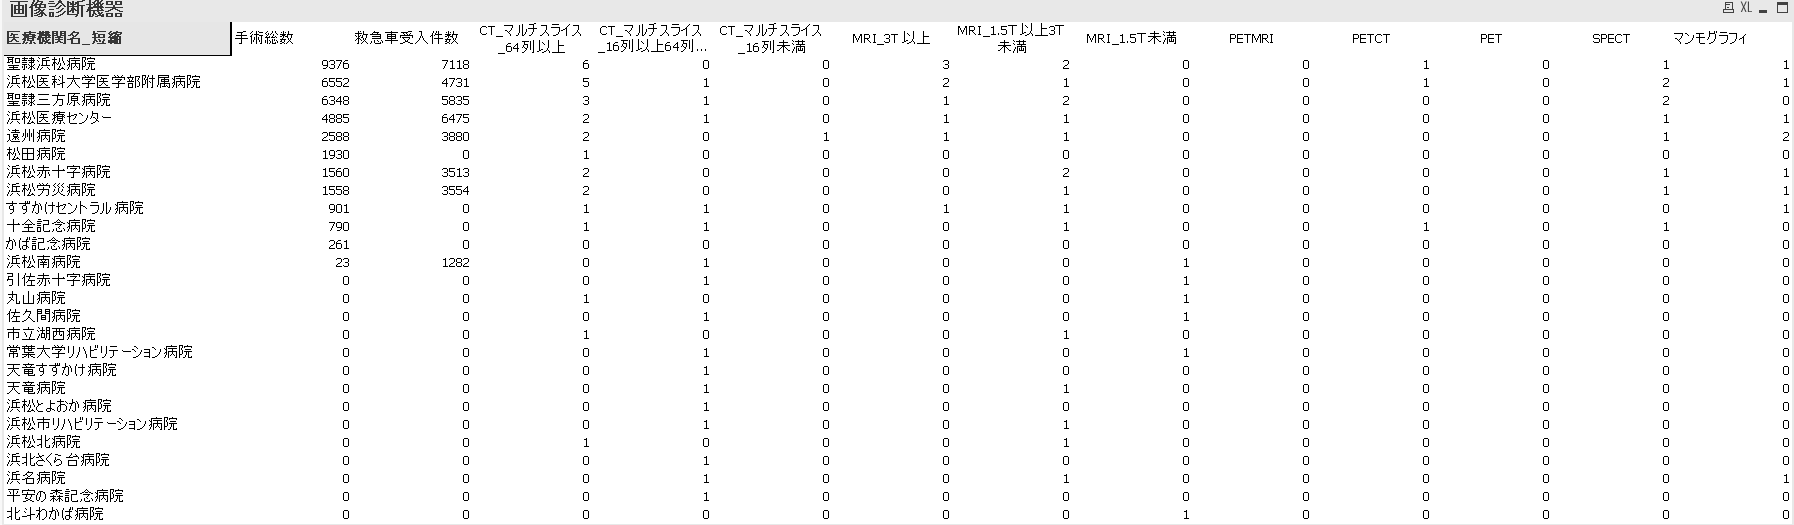 画像診断機器
XL
医療機関名_短縮 手術総数 救急車受入件数 CT_マルチスライス_64列以上 CT_マルチスライス_16列以上64列... CT_マルチスライス_16列未満 MRI_3T以上 MRI_1.5T以上3T未満 MRI_1.5T未満 PETMRI PETCT PET SPECT マンモグラフィ
聖隷浜松病院 9376 7118 6 0 0 3 2 0 0 1 0 1 1
浜松医科大学医学部附属病院 6552 4731 5 1 0 2 1 0 0 1 0 2 1
聖隷三方原病院 6348 5835 3 1 0 1 2 0 0 0 0 2 0
浜松医療センター 4885 6475 2 1 0 1 1 0 0 0 0 1 1
遠州病院 2588 3880 2 0 1 1 1 0 0 0 0 1 2
松田病院 1930 0 1 0 0 0 0 0 0 0 0 0 0
浜松赤十字病院 1560 3513 2 0 0 0 2 0 0 0 0 1 1
浜松労災病院 1558 3554 2 0 0 0 1 0 0 0 0 1 1
すずかけセントラル病院 901 0 1 1 0 1 1 0 0 0 0 0 1
十全記念病院 790 0 1 1 0 0 1 0 0 1 0 1 0
かば記念病院 261 0 0 0 0 0 0 0 0 0 0 0 0
浜松南病院 23 1282 0 1 0 0 0 1 0 0 0 0 0
引佐赤十字病院 0 0 0 1 0 0 0 1 0 0 0 0 0
丸山病院 0 0 1 0 0 0 0 1 0 0 0 0 0
佐久間病院 0 0 0 1 0 0 0 1 0 0 0 0 0
市立湖西病院 0 0 1 0 0 0 1 0 0 0 0 0 0
常葉大学リハビリテーション病院 0 0 0 1 0 0 0 1 0 0 0 0 0
天竜すずかけ病院 0 0 0 1 0 0 0 0 0 0 0 0 0
天竜病院 0 0 0 1 0 0 1 0 0 0 0 0 0
浜松とよおか病院 0 0 0 1 0 0 0 0 0 0 0 0 0
浜松市リハビリテーション病院 0 0 0 1 0 0 1 0 0 0 0 0 0
浜松北病院 0 0 1 0 0 0 1 0 0 0 0 0 0
浜北さくら台病院 0 0 0 1 0 0 0 0 0 0 0 0 0
浜名病院 0 0 0 1 0 0 1 0 0 0 0 0 1
平安の森記念病院 0 0 0 1 0 0 0 0 0 0 0 0 0
北斗わかば病院 0 0 0 0 0 0 0 1 0 0 0 0 0